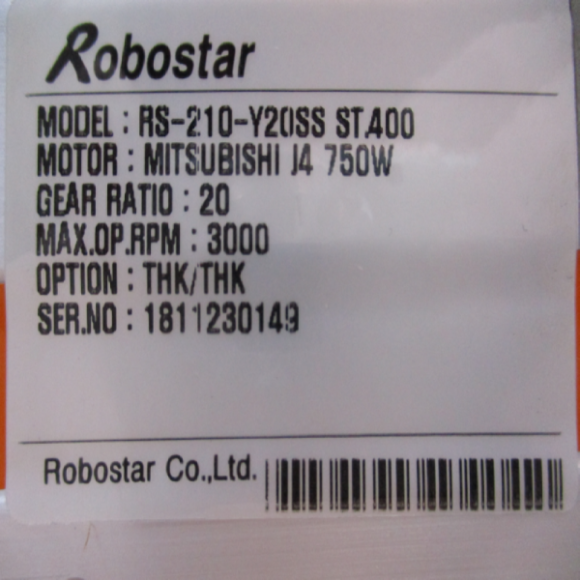 Robostar
MODEL : RS-210-Y20SS ST.400
MOTOR : MITSUBISHI J4 750W
GEAR RATIO : 20
MAX.OP.RPM : 3000
OPTION : THK/THK
SER.NO : 1811230149
Robostar Co.,Ltd.